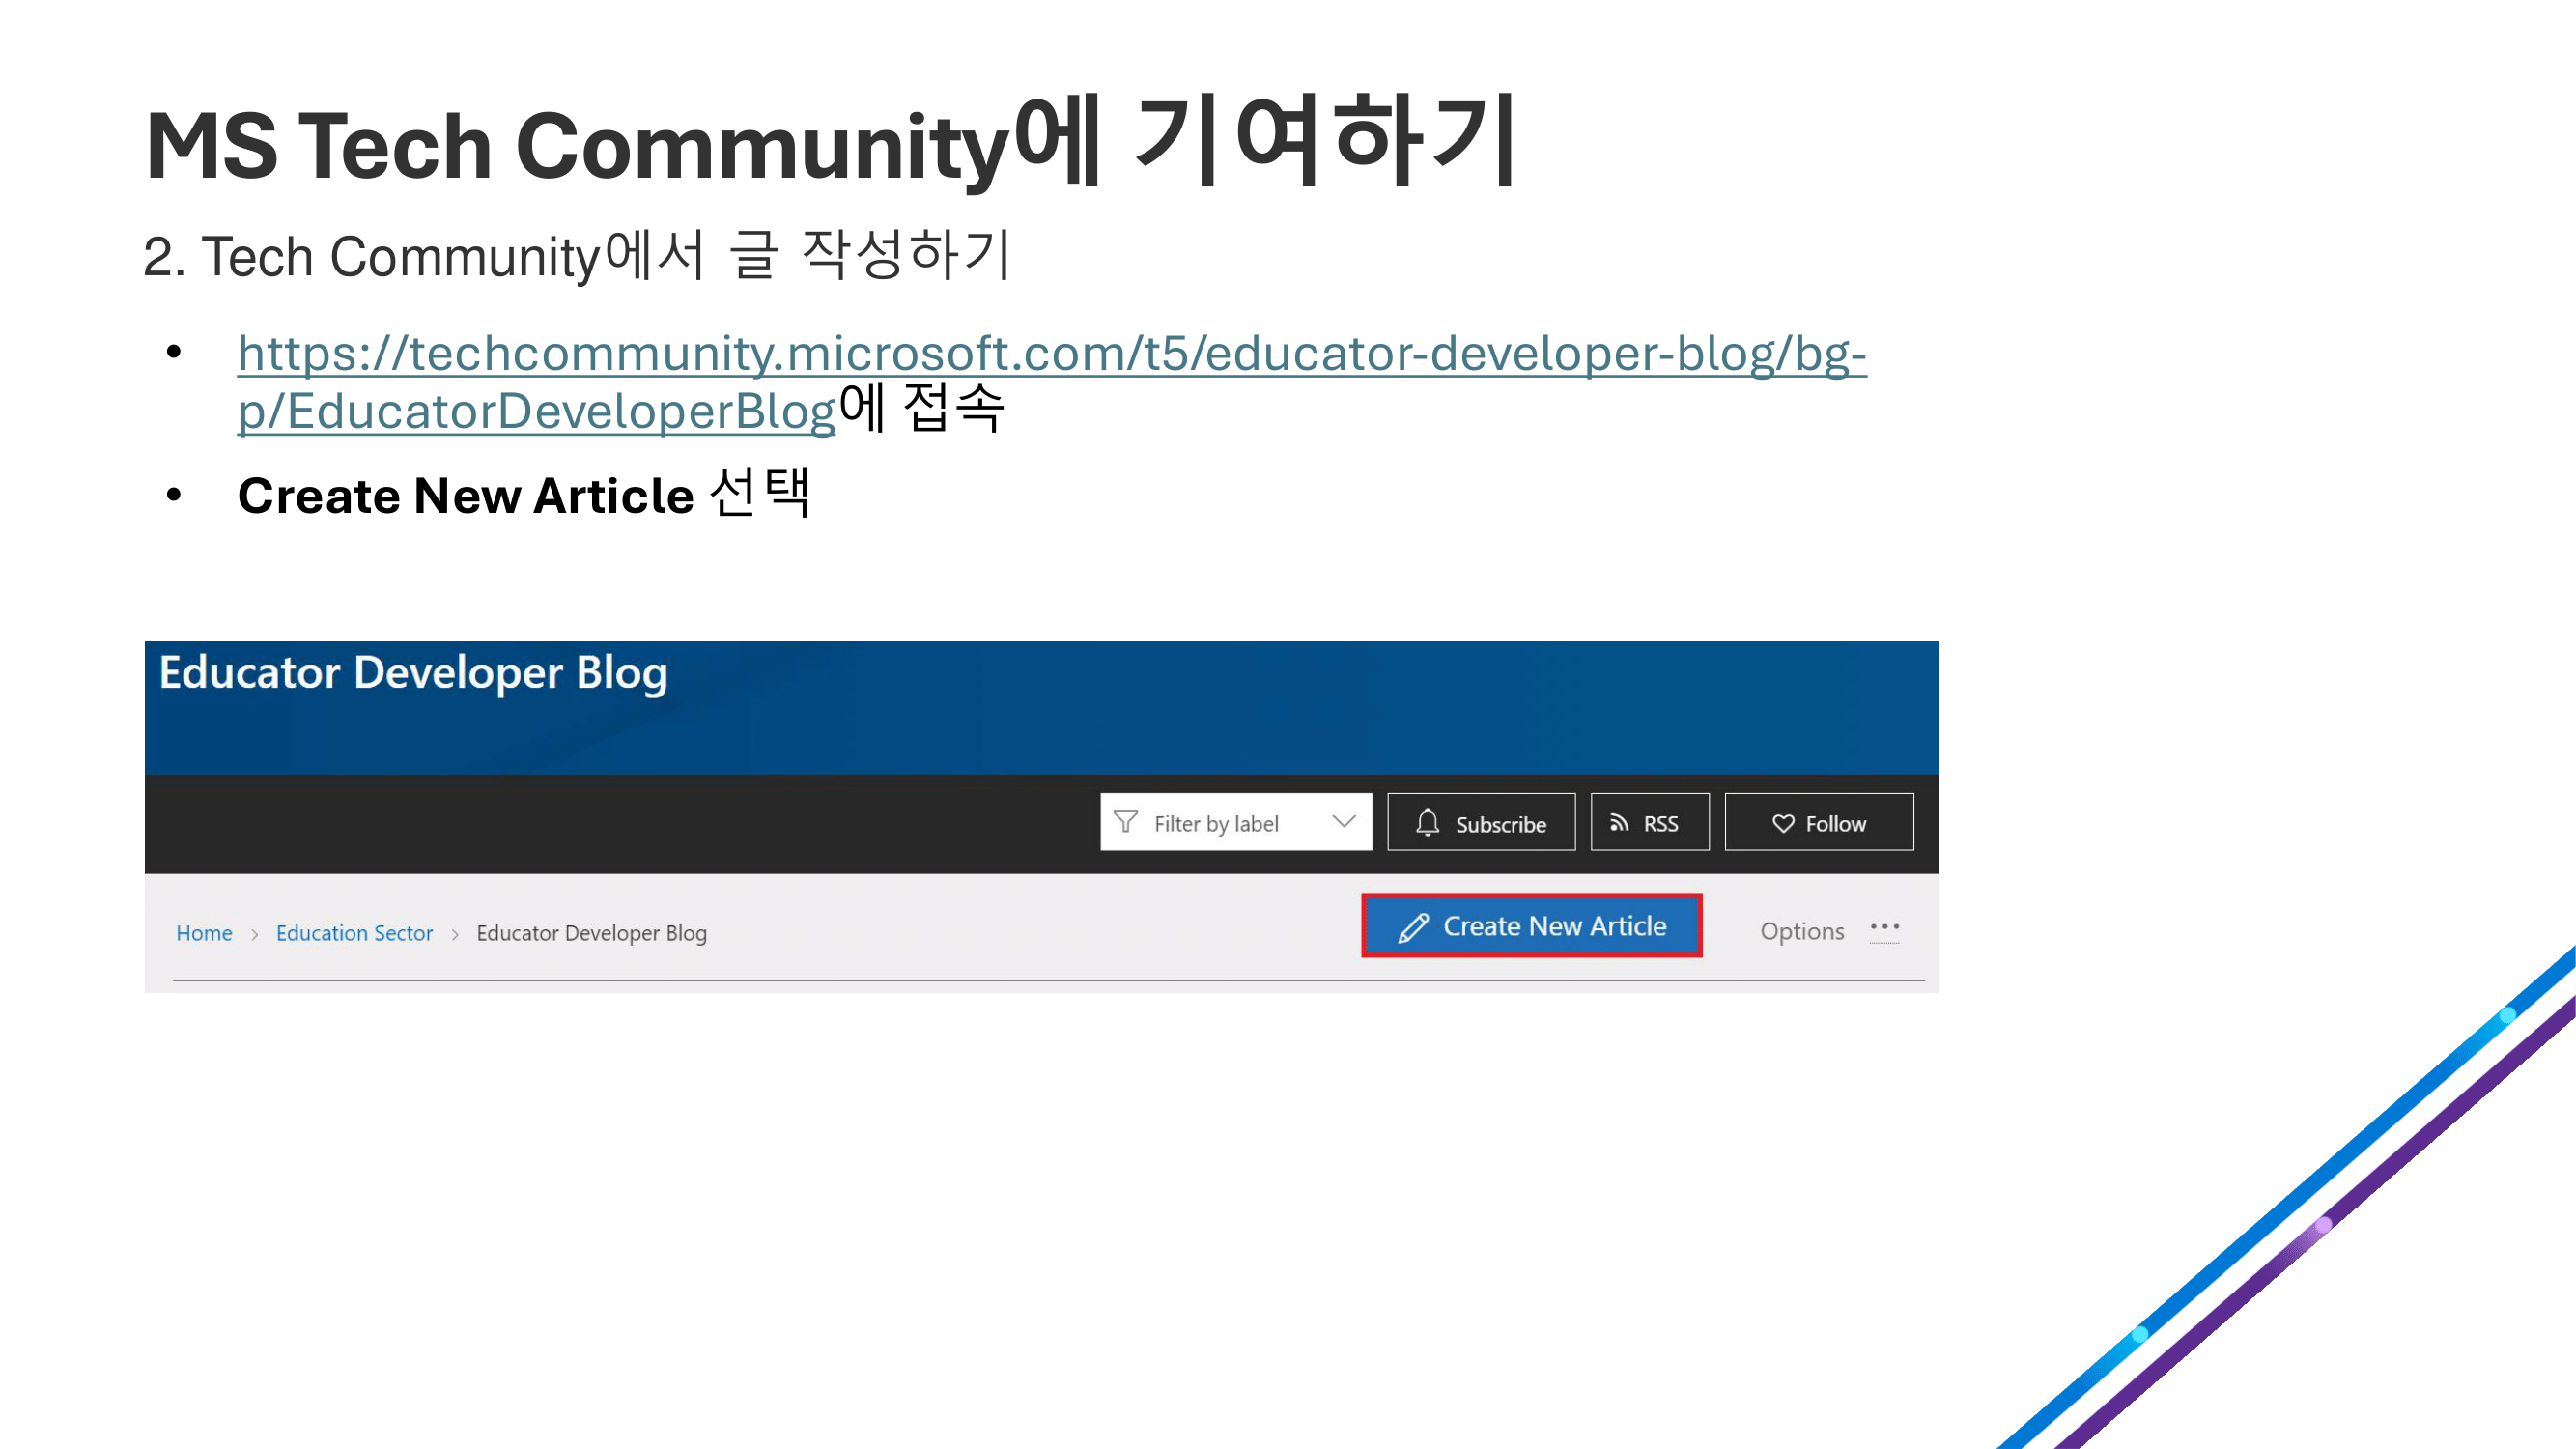 MS Tech Community에 기여하기
2. Tech Community에서 글 작성하기
• https://techcommunity.microsoft.com/t5/educator-developer-blog/bg-
p/EducatorDeveloperBlog에 접속
• Create New Article 선택
Educator Developer Blog
Filter by label Subscribe RSS Follow
Home > Education Sector > Educator Developer Blog Create New Article Options ...